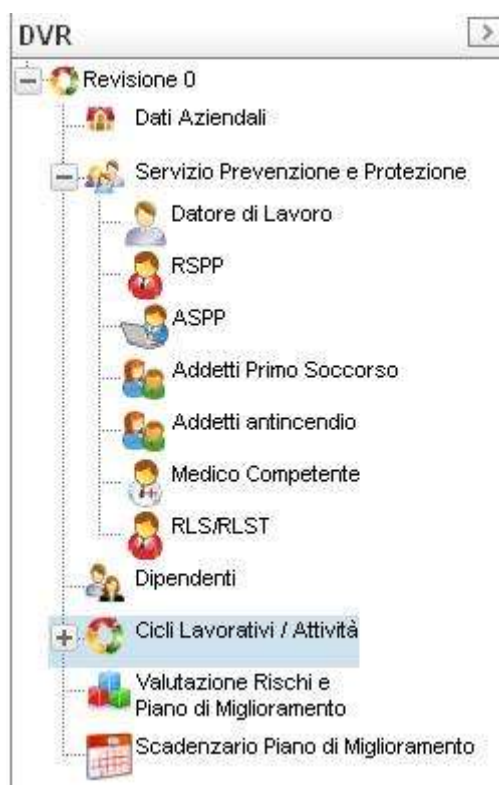 DVR
Revisione 0
Dati Aziendali
Servizio Prevenzione e Protezione
Datore di Lavoro
RSPP
ASPP
Addetti Primo Soccorso
Addetti antincendio
Medico Competente
RLS/RLST
Dipendenti
Cicli Lavorativi / Attività
Valutazione Rischi e
Piano di Miglioramento
Scadenzario Piano di Miglioramento